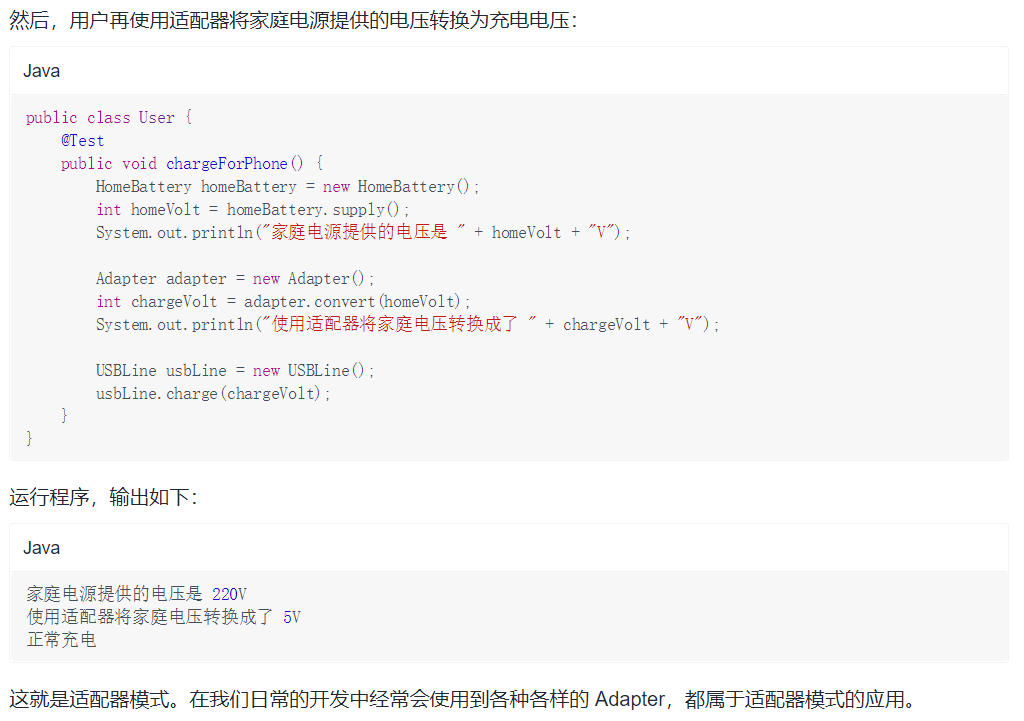 然后，用户再使用适配器将家庭电源提供的电压转换为充电电压：
Java
public class User {
    @Test
    public void chargeForPhone() {
        HomeBattery homeBattery = new HomeBattery();
        int homeVolt = homeBattery.supply();
        System.out.println("家庭电源提供的电压是 " + homeVolt + "V");

        Adapter adapter = new Adapter();
        int chargeVolt = adapter.convert(homeVolt);
        System.out.println("使用适配器将家庭电压转换成了 " + chargeVolt + "V");

        USBLine usbLine = new USBLine();
        usbLine.charge(chargeVolt);
    }
}
运行程序，输出如下：
Java
家庭电源提供的电压是 220V
使用适配器将家庭电压转换成了 5V
正常充电
这就是适配器模式。在我们日常的开发中经常会使用到各种各样的 Adapter，都属于适配器模式的应用。